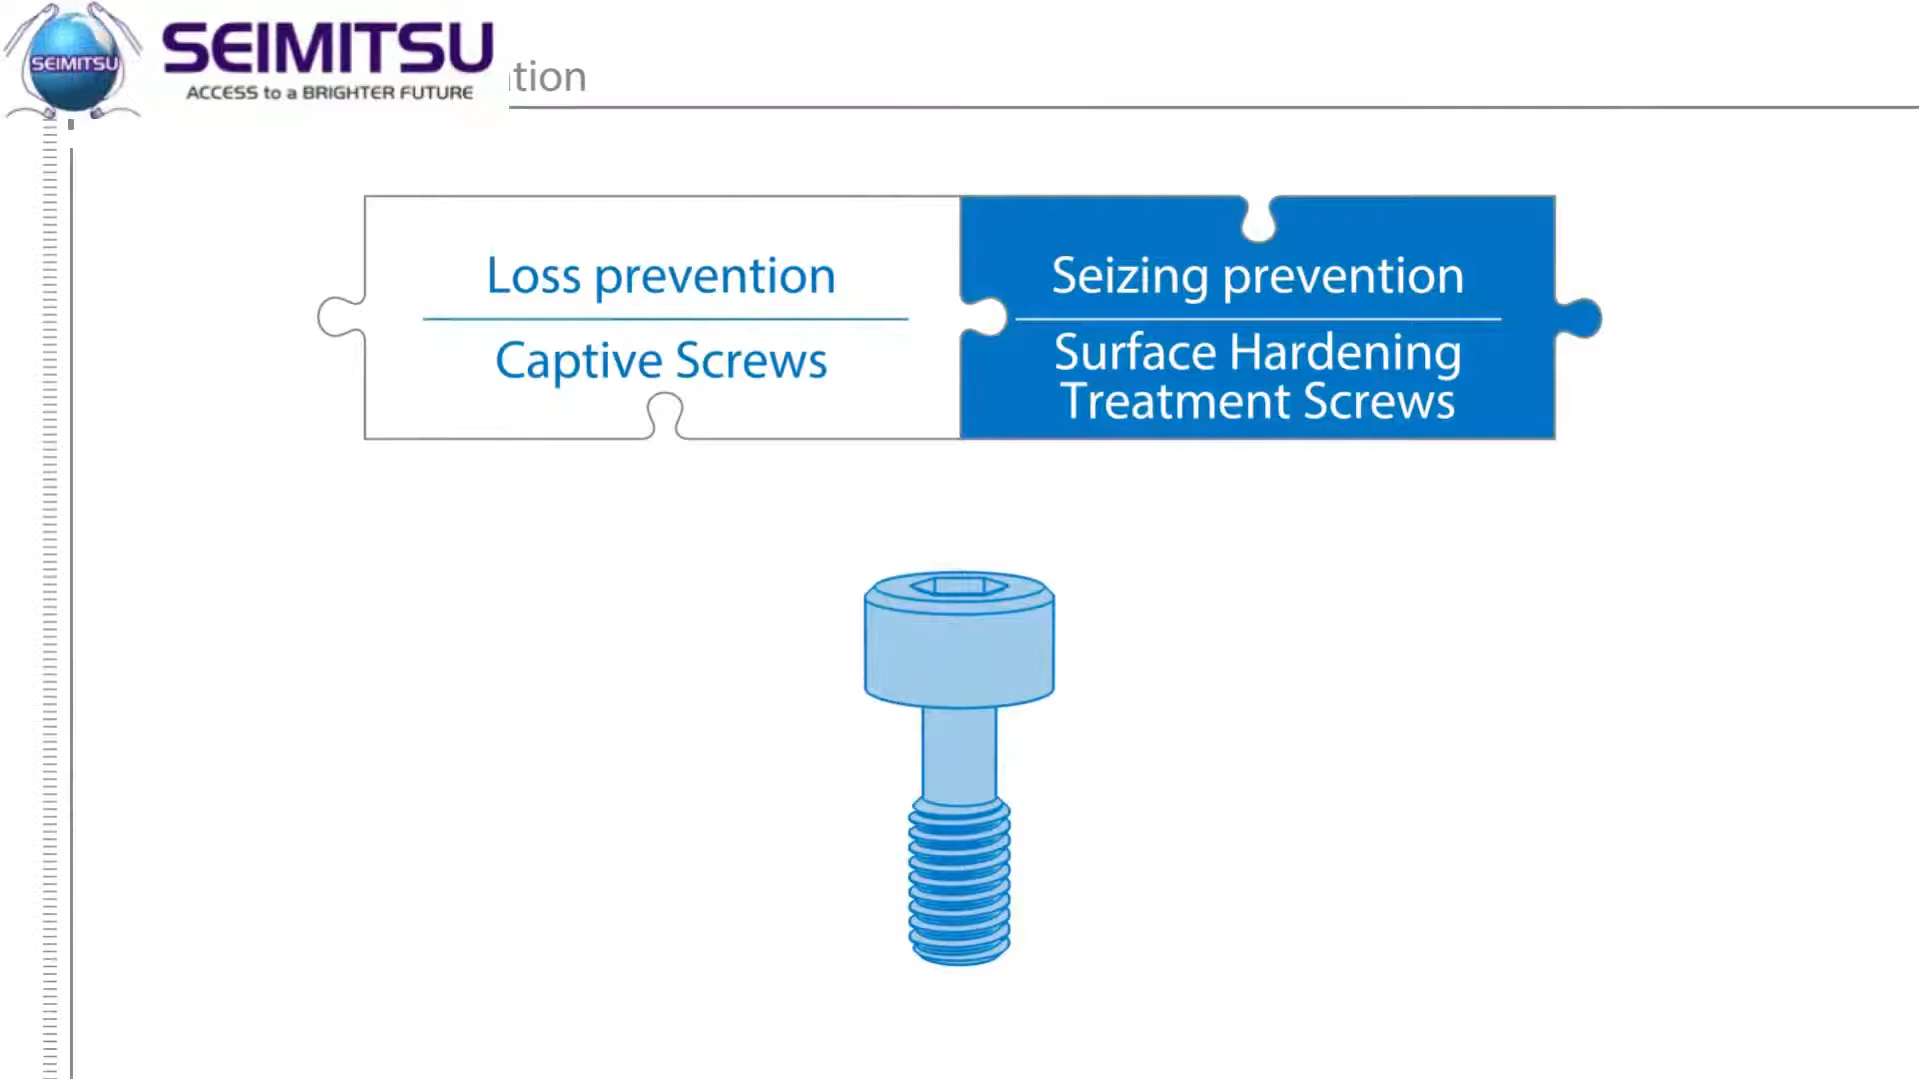 SEIMITSU
SEIMITSU
ACCESS to a BRIGHTER FUTURE
tion
Loss prevention
Captive Screws
Seizing prevention
Surface Hardening
Treatment Screws